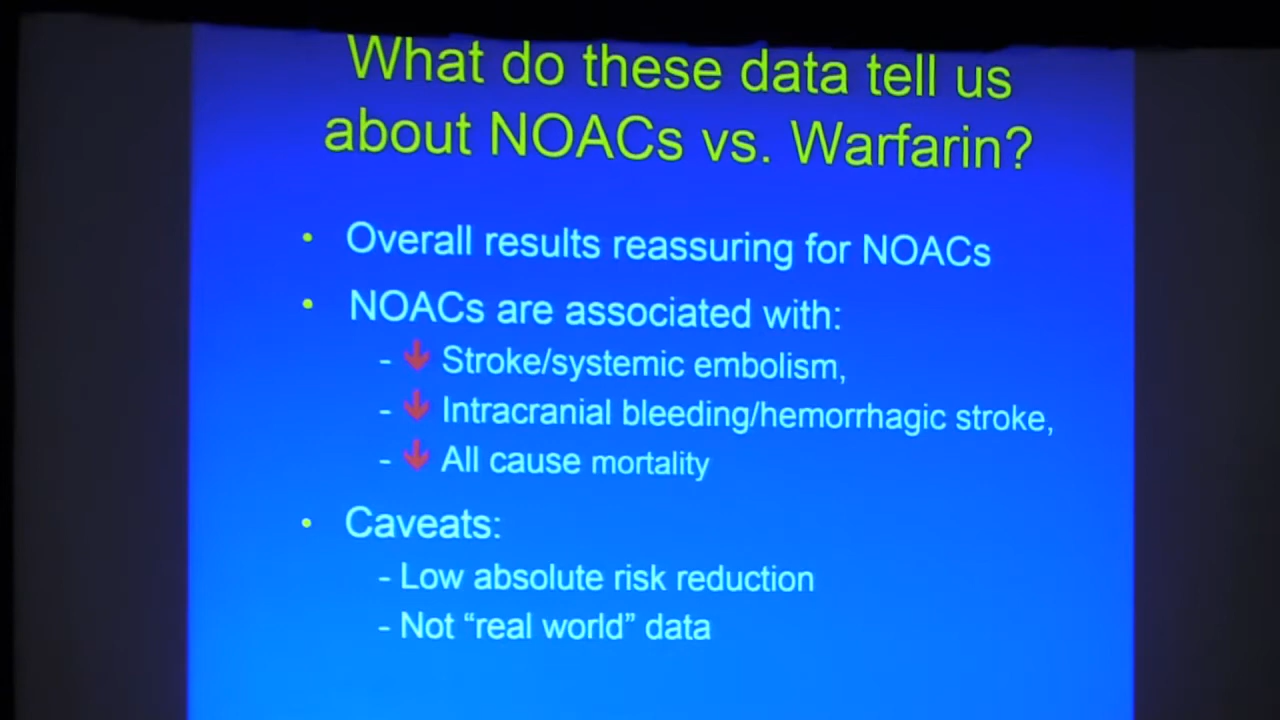 What do these data tell us
about NOACs vs. Warfarin?
• Overall results reassuring for NOACs
• NOACs are associated with:
- ↓ Stroke/systemic embolism,
- ↓ Intracranial bleeding/hemorrhagic stroke,
- ↓ All cause mortality
• Caveats:
- Low absolute risk reduction
- Not “real world” data